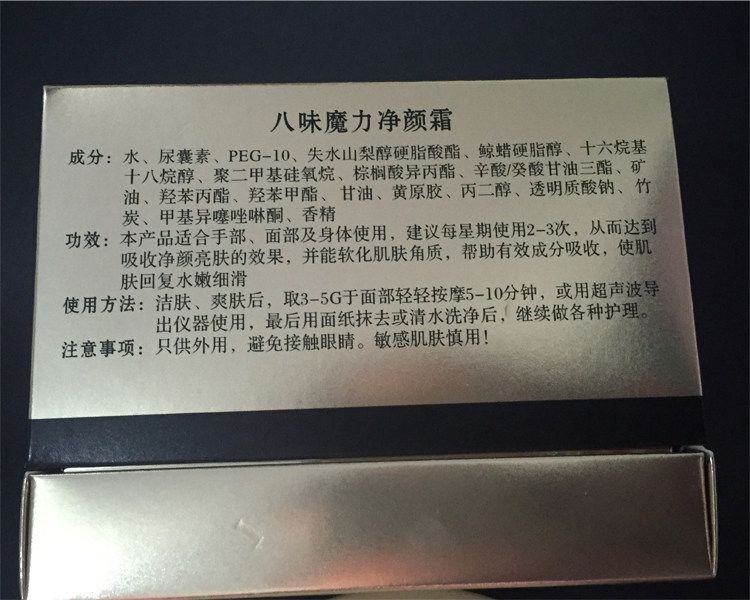 八味魔力净颜霜
成分：水、尿囊素、PEG-10、失水山梨醇硬脂酸酯、鲸蜡硬脂醇、十六烷基
十八烷醇、聚二甲基硅氧烷、棕榈酸异丙酯、辛酸/癸酸甘油三酯、矿
油、羟苯丙酯、羟苯甲酯、甘油、黄原胶、丙二醇、透明质酸钠、竹
炭、甲基异噻唑啉酮、香精
功效：本产品适合手部、面部及身体使用，建议每星期使用2-3次，从而达到
吸收净颜亮肤的效果，并能软化肌肤角质，帮助有效成分吸收，使肌
肤回复水嫩细滑
使用方法：洁肤、爽肤后，取3-5G于面部轻轻按摩5-10分钟，或用超声波导
出仪器使用，最后用面纸抹去或清水洗净后，继续做各种护理。
注意事项：只供外用，避免接触眼睛。敏感肌肤慎用！